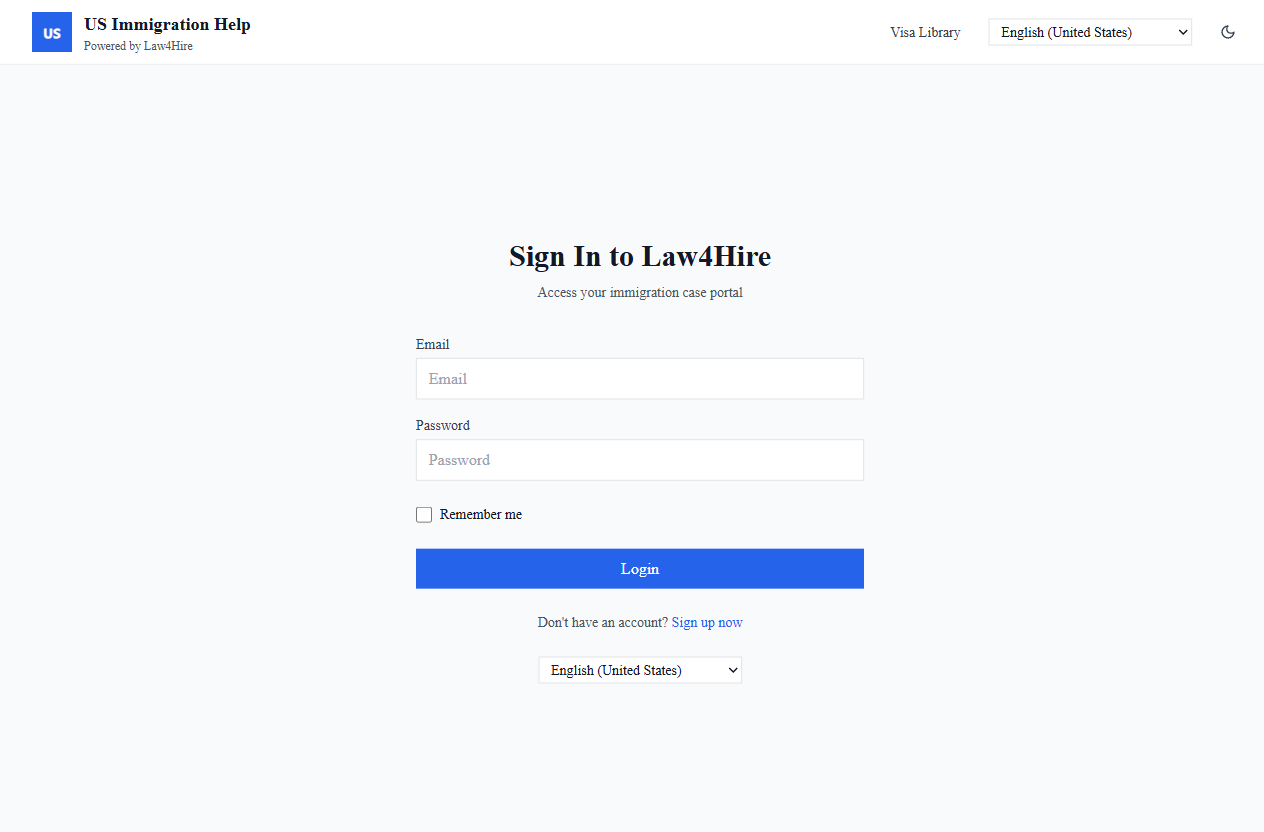 US
US Immigration Help
Powered by Law4Hire
Visa Library
English (United States)
Sign In to Law4Hire
Access your immigration case portal
Email
Email
Password
Password
Remember me
Login
Don't have an account? Sign up now
English (United States)